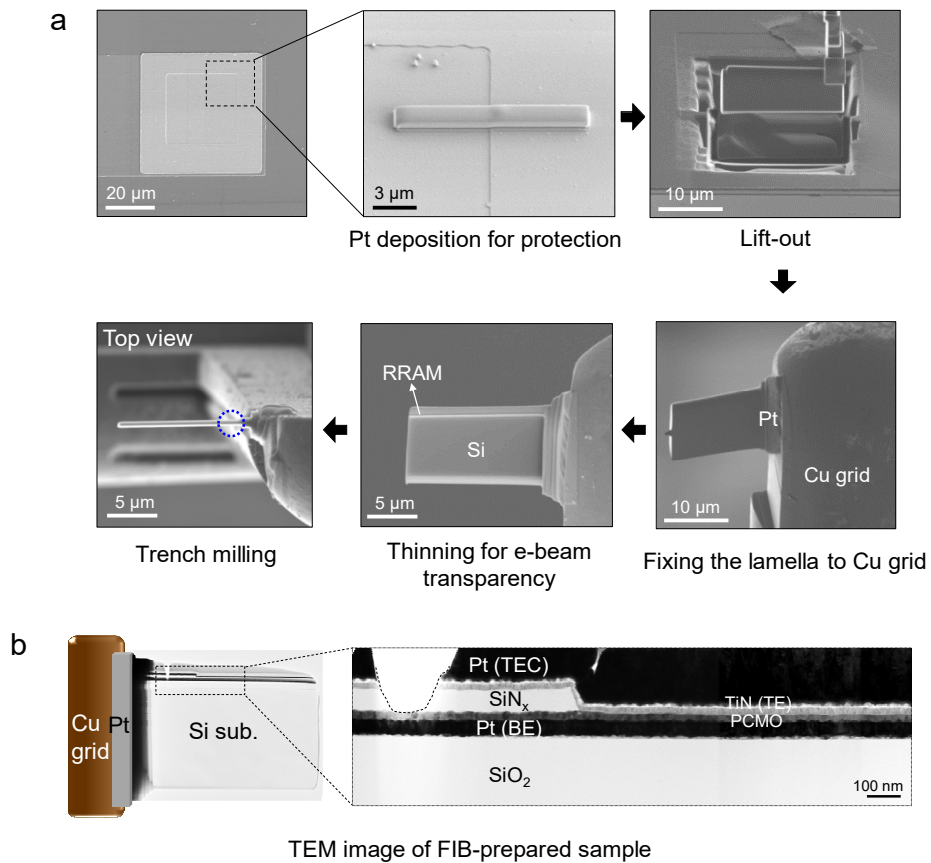 a
20 µm
3 µm
10 µm
Pt deposition for protection
Lift-out
Top view
5 µm
RRAM
Si
5 µm
Pt
Cu grid
10 µm
Trench milling
Thinning for e-beam
transparency
Fixing the lamella to Cu grid
b
Cu
grid
Pt
Si sub.
Pt (TEC)
SiNx
TiN (TE)
PCMO
Pt (BE)
SiO2
100 nm
TEM image of FIB-prepared sample